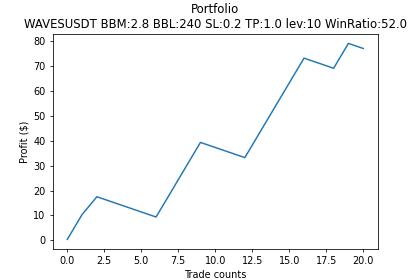 Portfolio
WAVESUSDT BBM:2.8 BBL:240 SL:0.2 TP:1.0 lev:10 WinRatio:52.0
80
70
60
50
40
30
20
10
0
Profit ($)
0.0 2.5 5.0 7.5 10.0 12.5 15.0 17.5 20.0
Trade counts